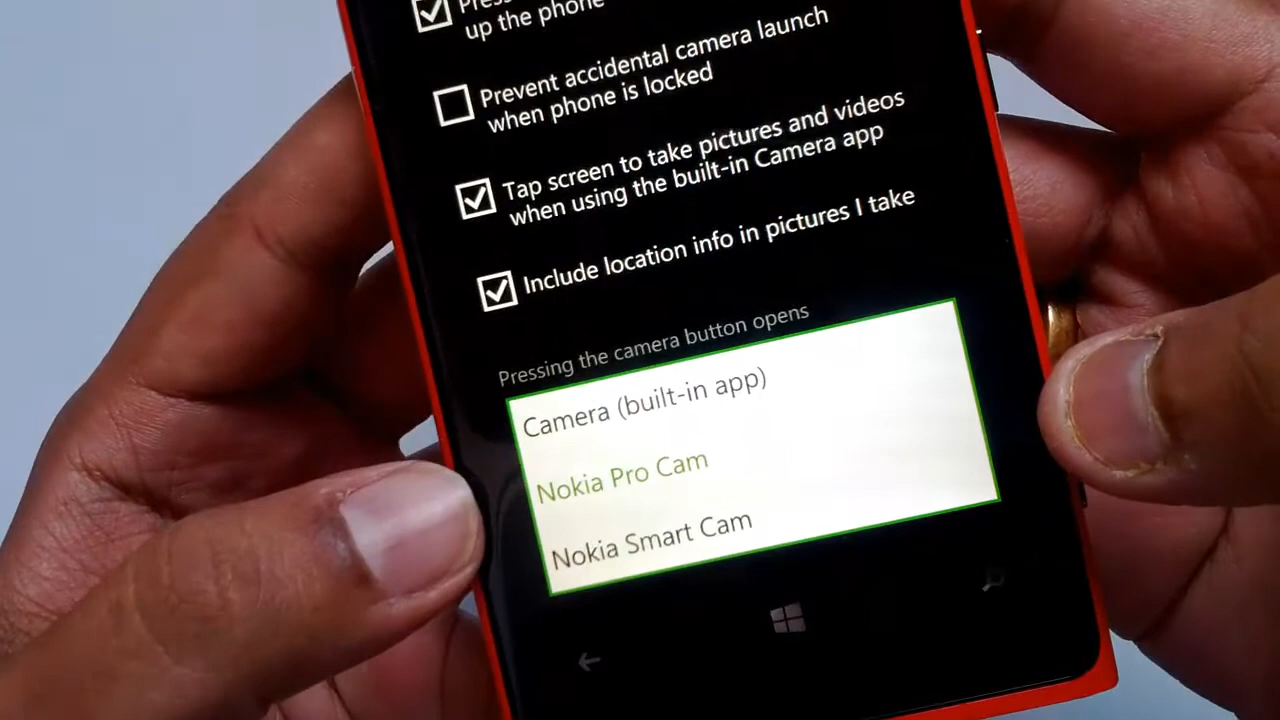 up the phone
Prevent accidental camera launch
when phone is locked
Tap screen to take pictures and videos
when using the built-in Camera app
Include location info in pictures I take
Pressing the camera button opens
Camera (built-in app)
Nokia Pro Cam
Nokia Smart Cam